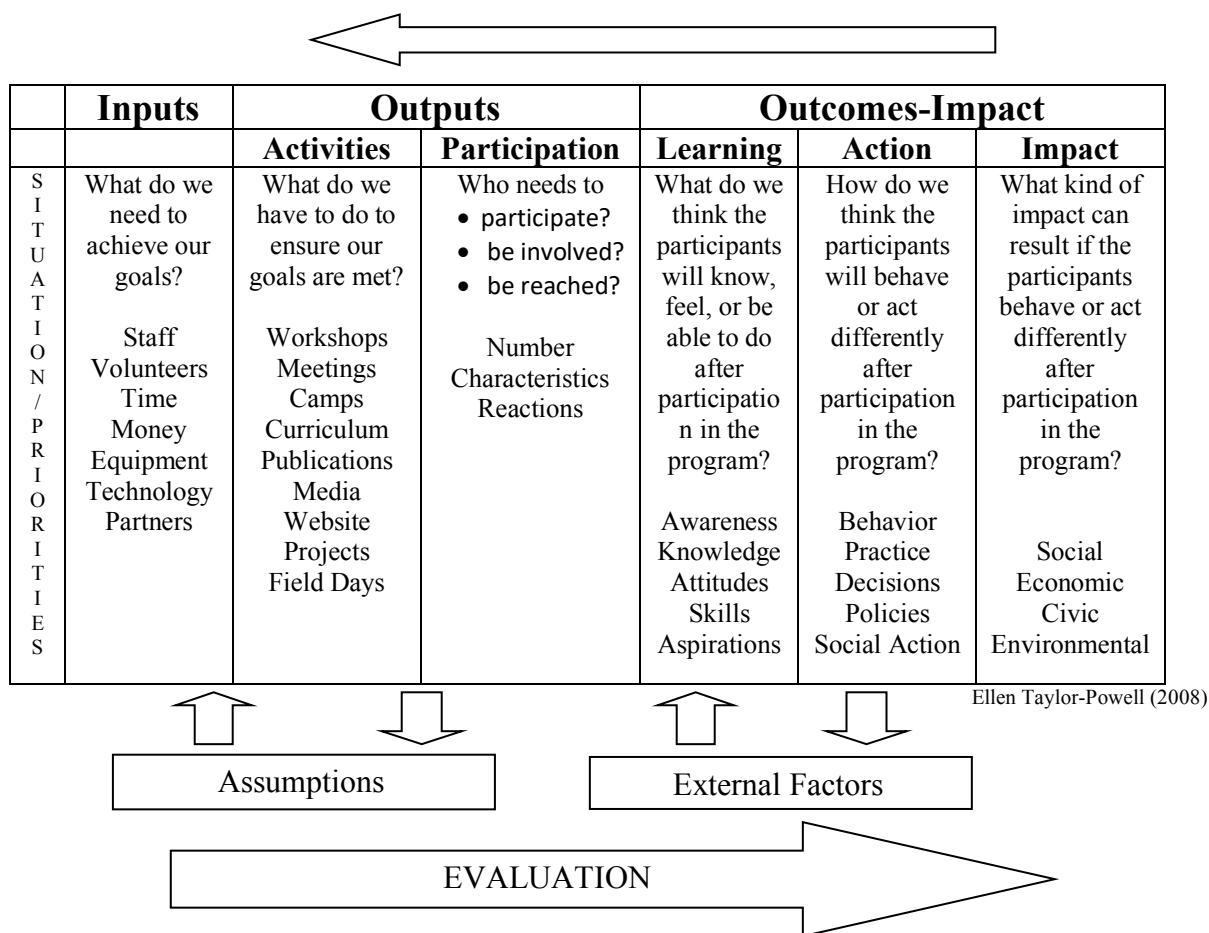 Inputs
Outputs
Outcomes-Impact
Activities
Participation
Learning
Action
Impact
S
I
T
U
A
T
I
O
N
/
P
R
I
O
R
I
T
I
E
S
What do we
need to
achieve our
goals?
Staff
Volunteers
Time
Money
Equipment
Technology
Partners
What do we
have to do to
ensure our
goals are met?
Workshops
Meetings
Camps
Curriculum
Publications
Media
Website
Projects
Field Days
Who needs to
• participate?
• be involved?
• be reached?
Number
Characteristics
Reactions
What do we
think the
participants
will know,
feel, or be
able to do
after
participatio
n in the
program?
Awareness
Knowledge
Attitudes
Skills
Aspirations
How do we
think the
participants
will behave
or act
differently
after
participation
in the
program?
Behavior
Practice
Decisions
Policies
Social Action
What kind of
impact can
result if the
participants
behave or act
differently
after
participation
in the
program?
Social
Economic
Civic
Environmental
Ellen Taylor-Powell (2008)
Assumptions
External Factors
EVALUATION